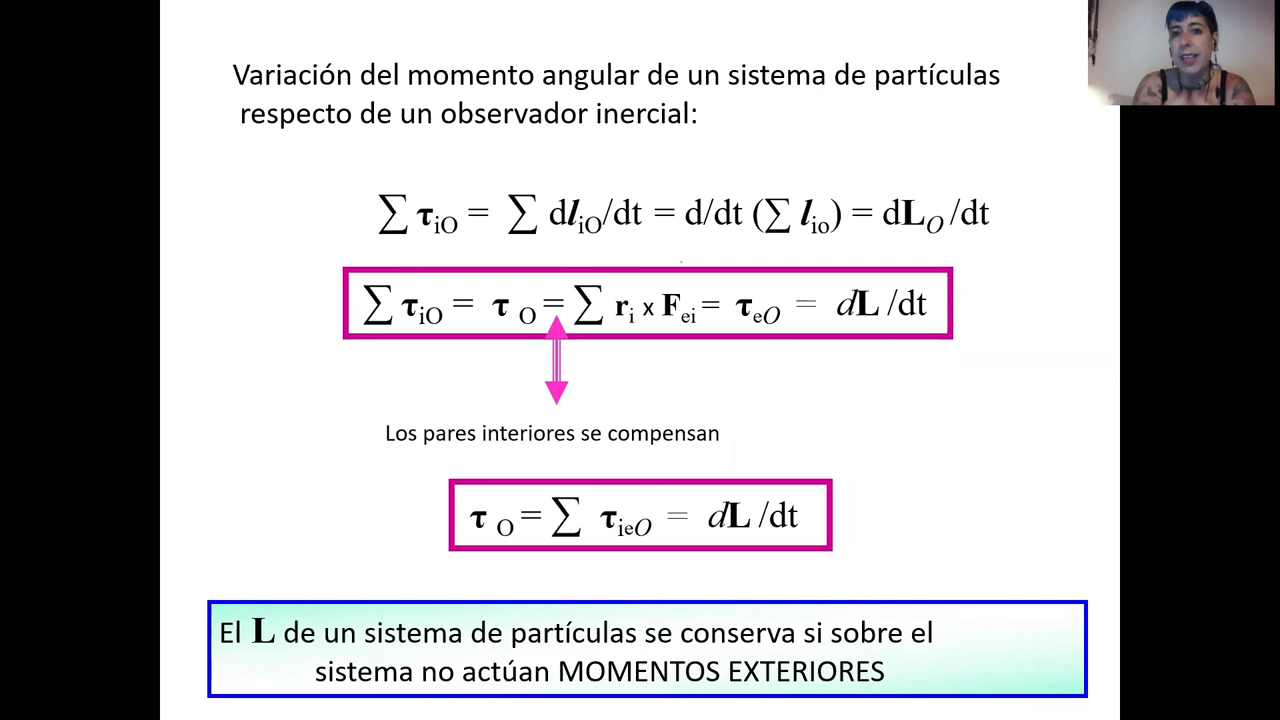 Variación del momento angular de un sistema de partículas
respecto de un observador inercial:
∑ τiO = ∑ dliO/dt = d/dt (∑ lio) = dLO /dt
∑ τiO = τ O = ∑ ri x Fei = τeO = dL /dt
Los pares interiores se compensan
τ O = ∑ τieO = dL /dt
El L de un sistema de partículas se conserva si sobre el
sistema no actúan MOMENTOS EXTERIORES